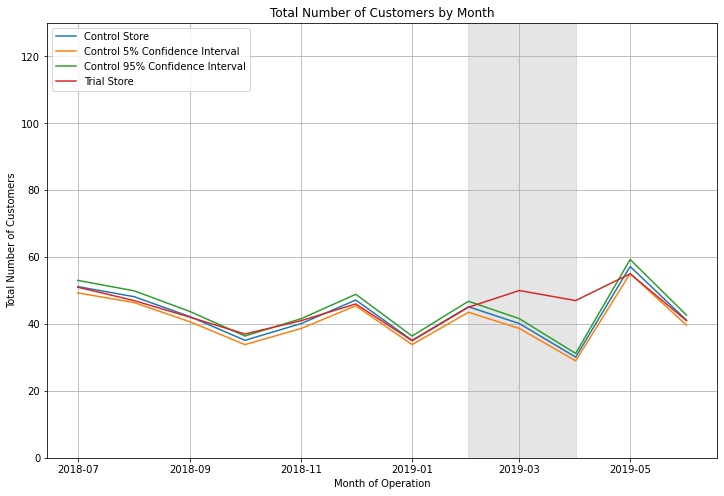 Total Number of Customers by Month
Control Store
Control 5% Confidence Interval
Control 95% Confidence Interval
Trial Store
120
100
80
60
40
20
0
Total Number of Customers
2018-07 2018-09 2018-11 2019-01 2019-03 2019-05
Month of Operation